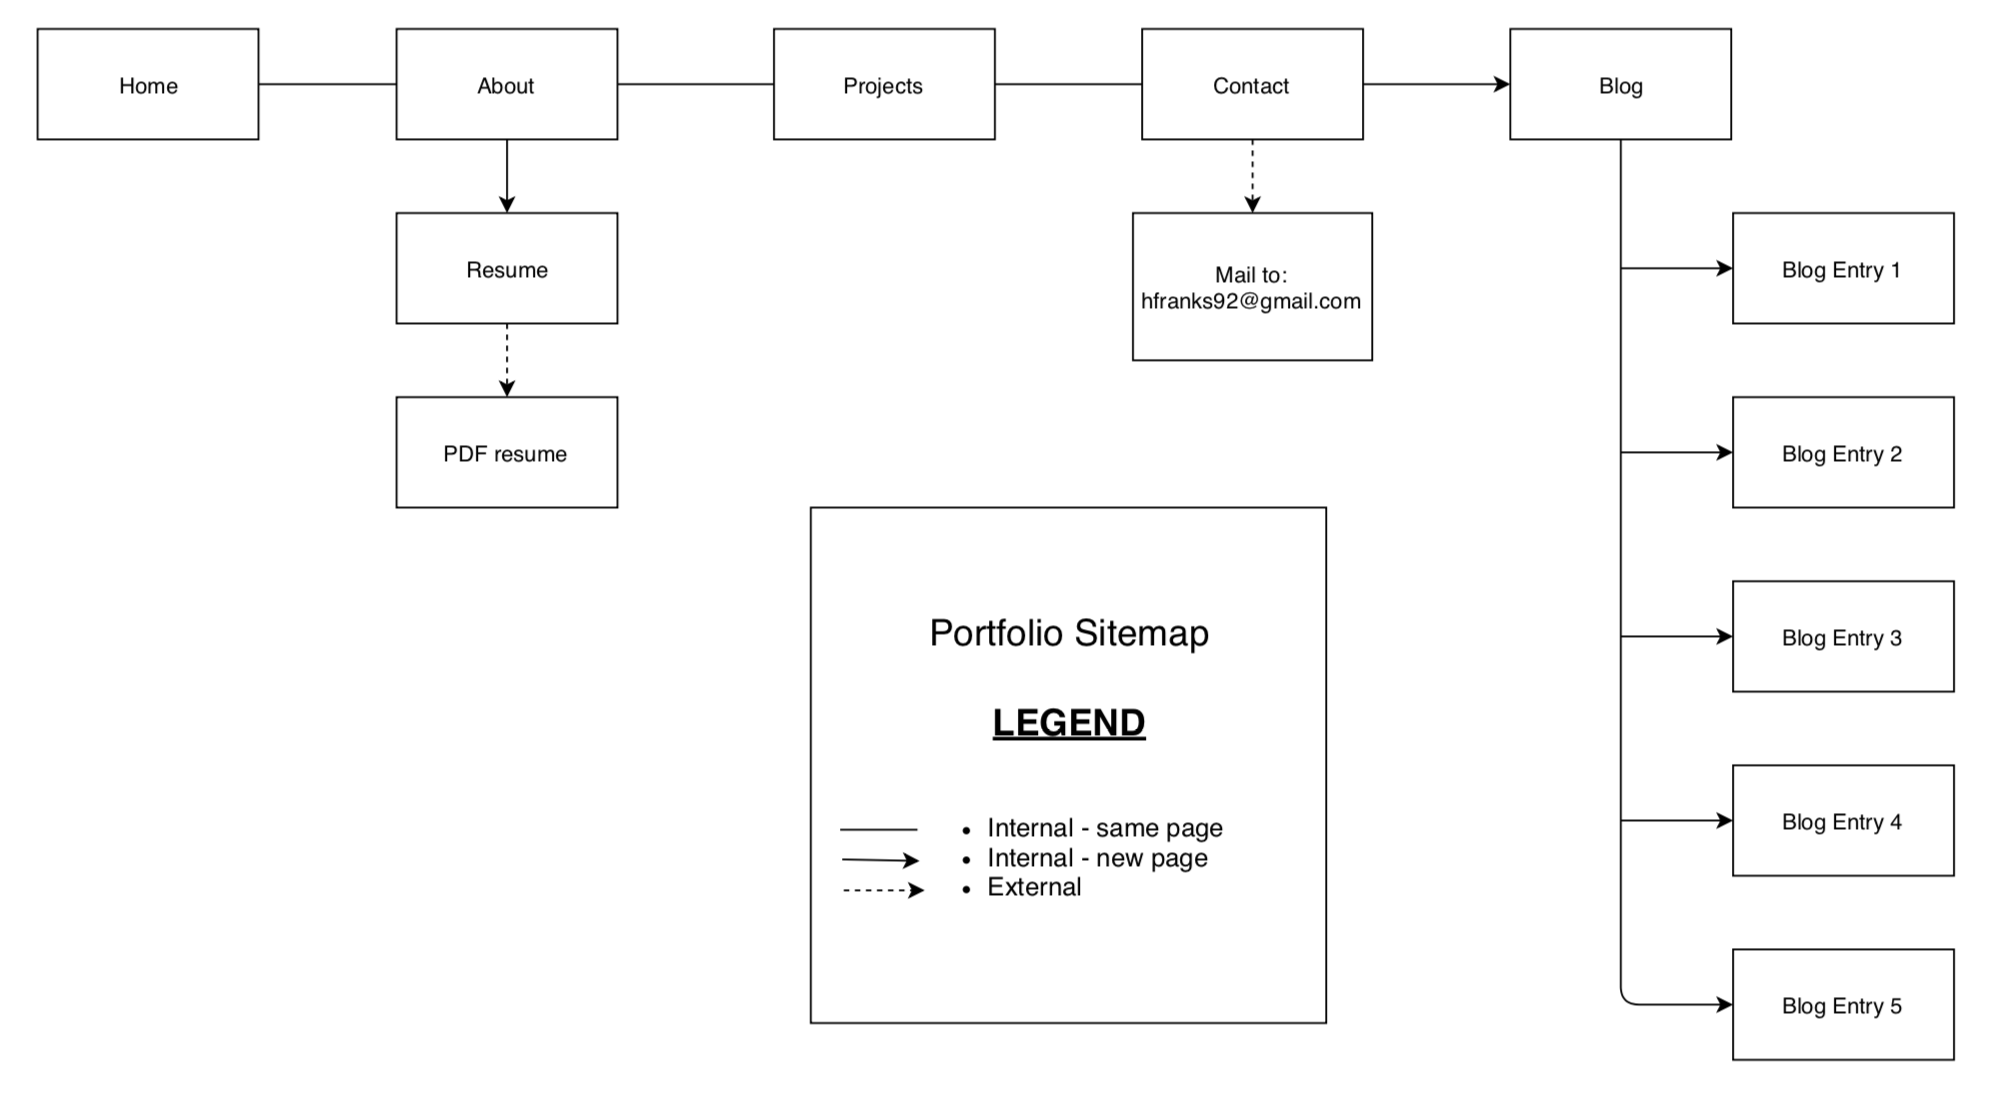 Home
About
Projects
Contact
Blog
Resume
Mail to:
hfranks92@gmail.com
Blog Entry 1
PDF resume
Blog Entry 2
Portfolio Sitemap
LEGEND
Blog Entry 3
• Internal - same page
• Internal - new page
• External
Blog Entry 4
Blog Entry 5